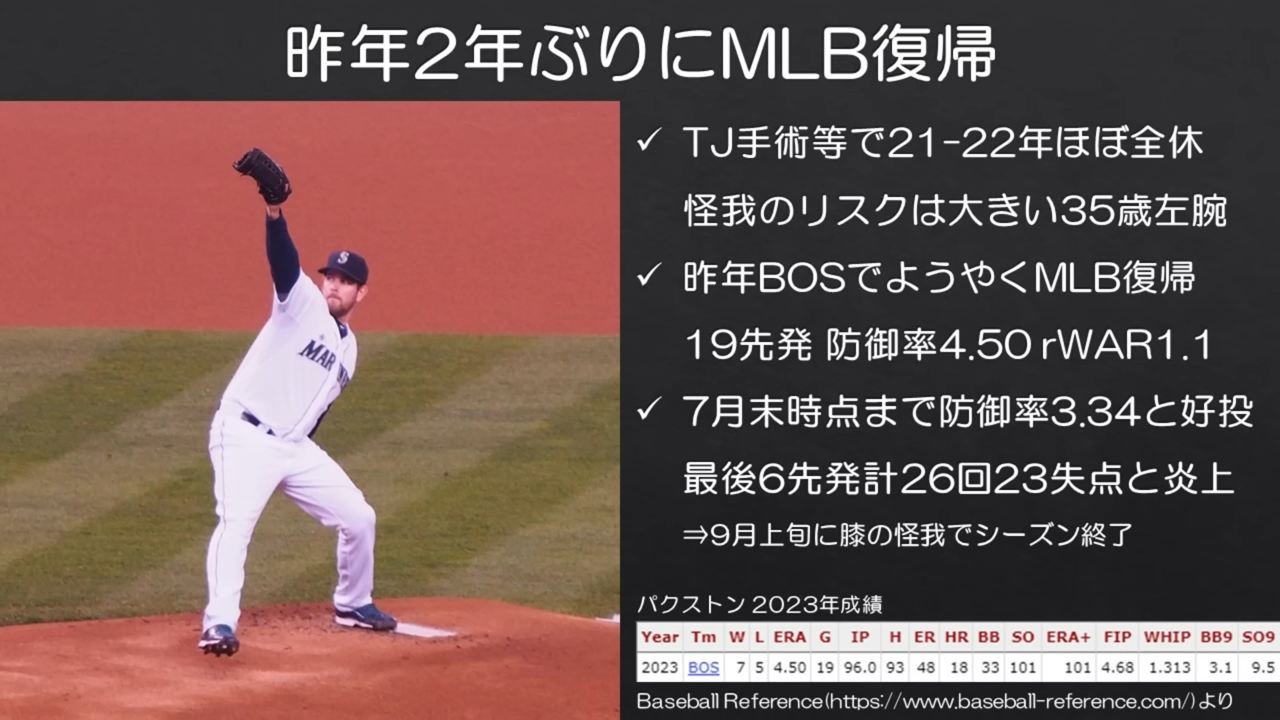 昨年2年ぶりにMLB復帰
✓ TJ手術等で21-22年ほぼ全休
怪我のリスクは大きい35歳左腕
✓ 昨年BOSでようやくMLB復帰
19先発 防御率4.50 rWAR1.1
✓ 7月末時点まで防御率3.34と好投
最後6先発計26回23失点と炎上
⇒9月上旬に膝の怪我でシーズン終了
パクストン 2023年成績
Year Tm W L ERA G IP H ER HR BB SO ERA+ FIP WHIP BB9 SO9
2023 BOS 7 5 4.50 19 96.0 93 48 18 33 101 101 4.68 1.313 3.1 9.5
Baseball Reference(https://www.baseball-reference.com/)より
S
MAR